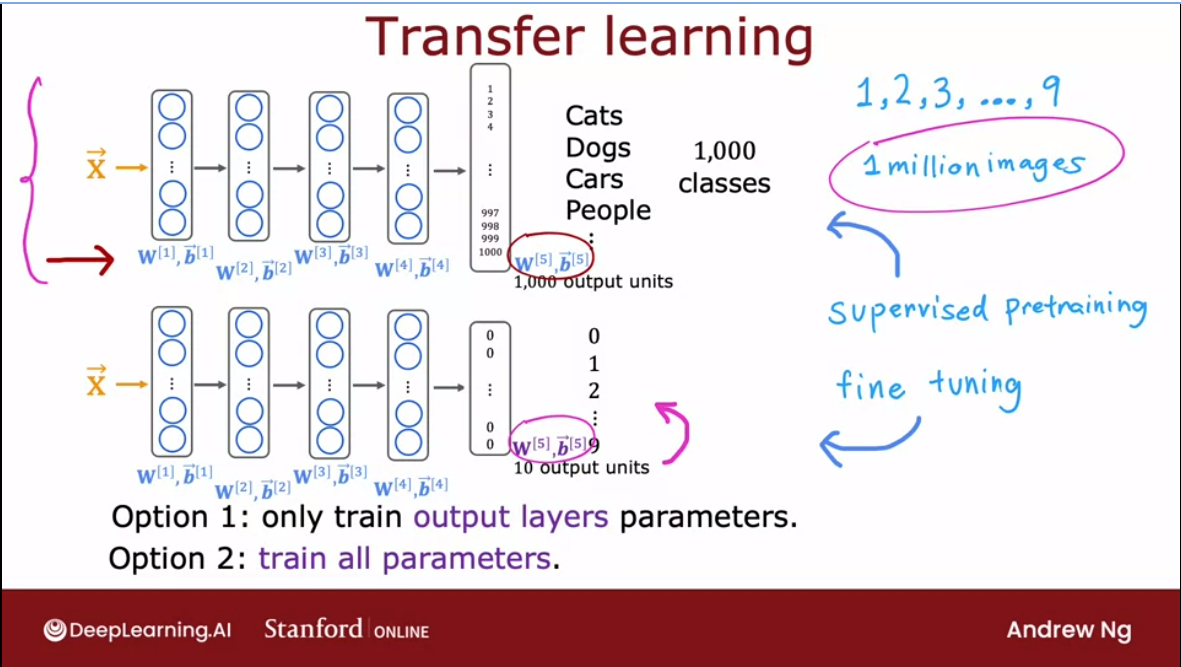 Transfer learning
1, 2, 3, ..., 9
1 million images
x⃗
1
2
3
4
⋮
997
998
999
1000
Cats
Dogs
Cars
People
⋮
1,000
classes
W[1], b⃗[1]
W[2], b⃗[2]
W[3], b⃗[3]
W[4], b⃗[4]
W[5], b⃗[5]
1,000 output units
supervised pretraining
fine tuning
x⃗
0
0
⋮
0
0
0
1
2
⋮
9
W[1], b⃗[1]
W[2], b⃗[2]
W[3], b⃗[3]
W[4], b⃗[4]
W[5], b⃗[5]
10 output units
Option 1: only train output layers parameters.
Option 2: train all parameters.
DeepLearning.AI
Stanford | ONLINE
Andrew Ng